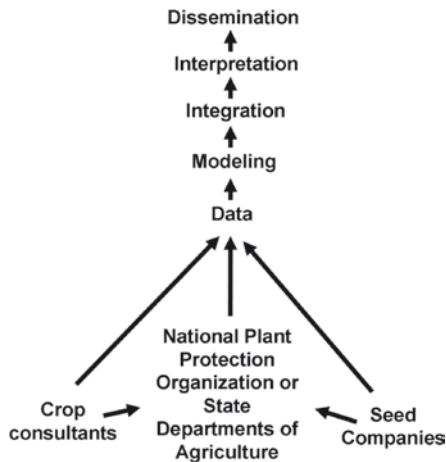 Dissemination
Interpretation
Integration
Modeling
Data
National Plant
Protection
Organization or
State
Departments of
Agriculture
Crop
consultants
Seed
Companies